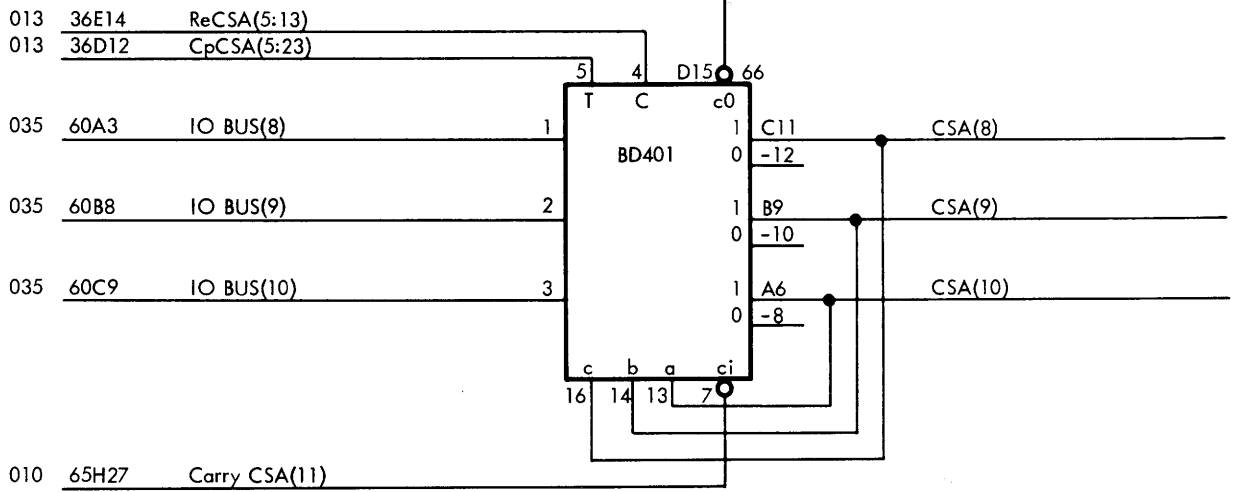 013 36E14 ReCSA(5:13)
013 36D12 CpCSA(5:23)
5 4 D15 66
T C c0
035 60A3 IO BUS(8) 1 1 C11 CSA(8)
BD401 0 -12
035 60B8 IO BUS(9) 2 1 B9 CSA(9)
0 -10
035 60C9 IO BUS(10) 3 1 A6 CSA(10)
0 -8
c b a ci
16 14 13 7
010 65H27 Carry CSA(11)